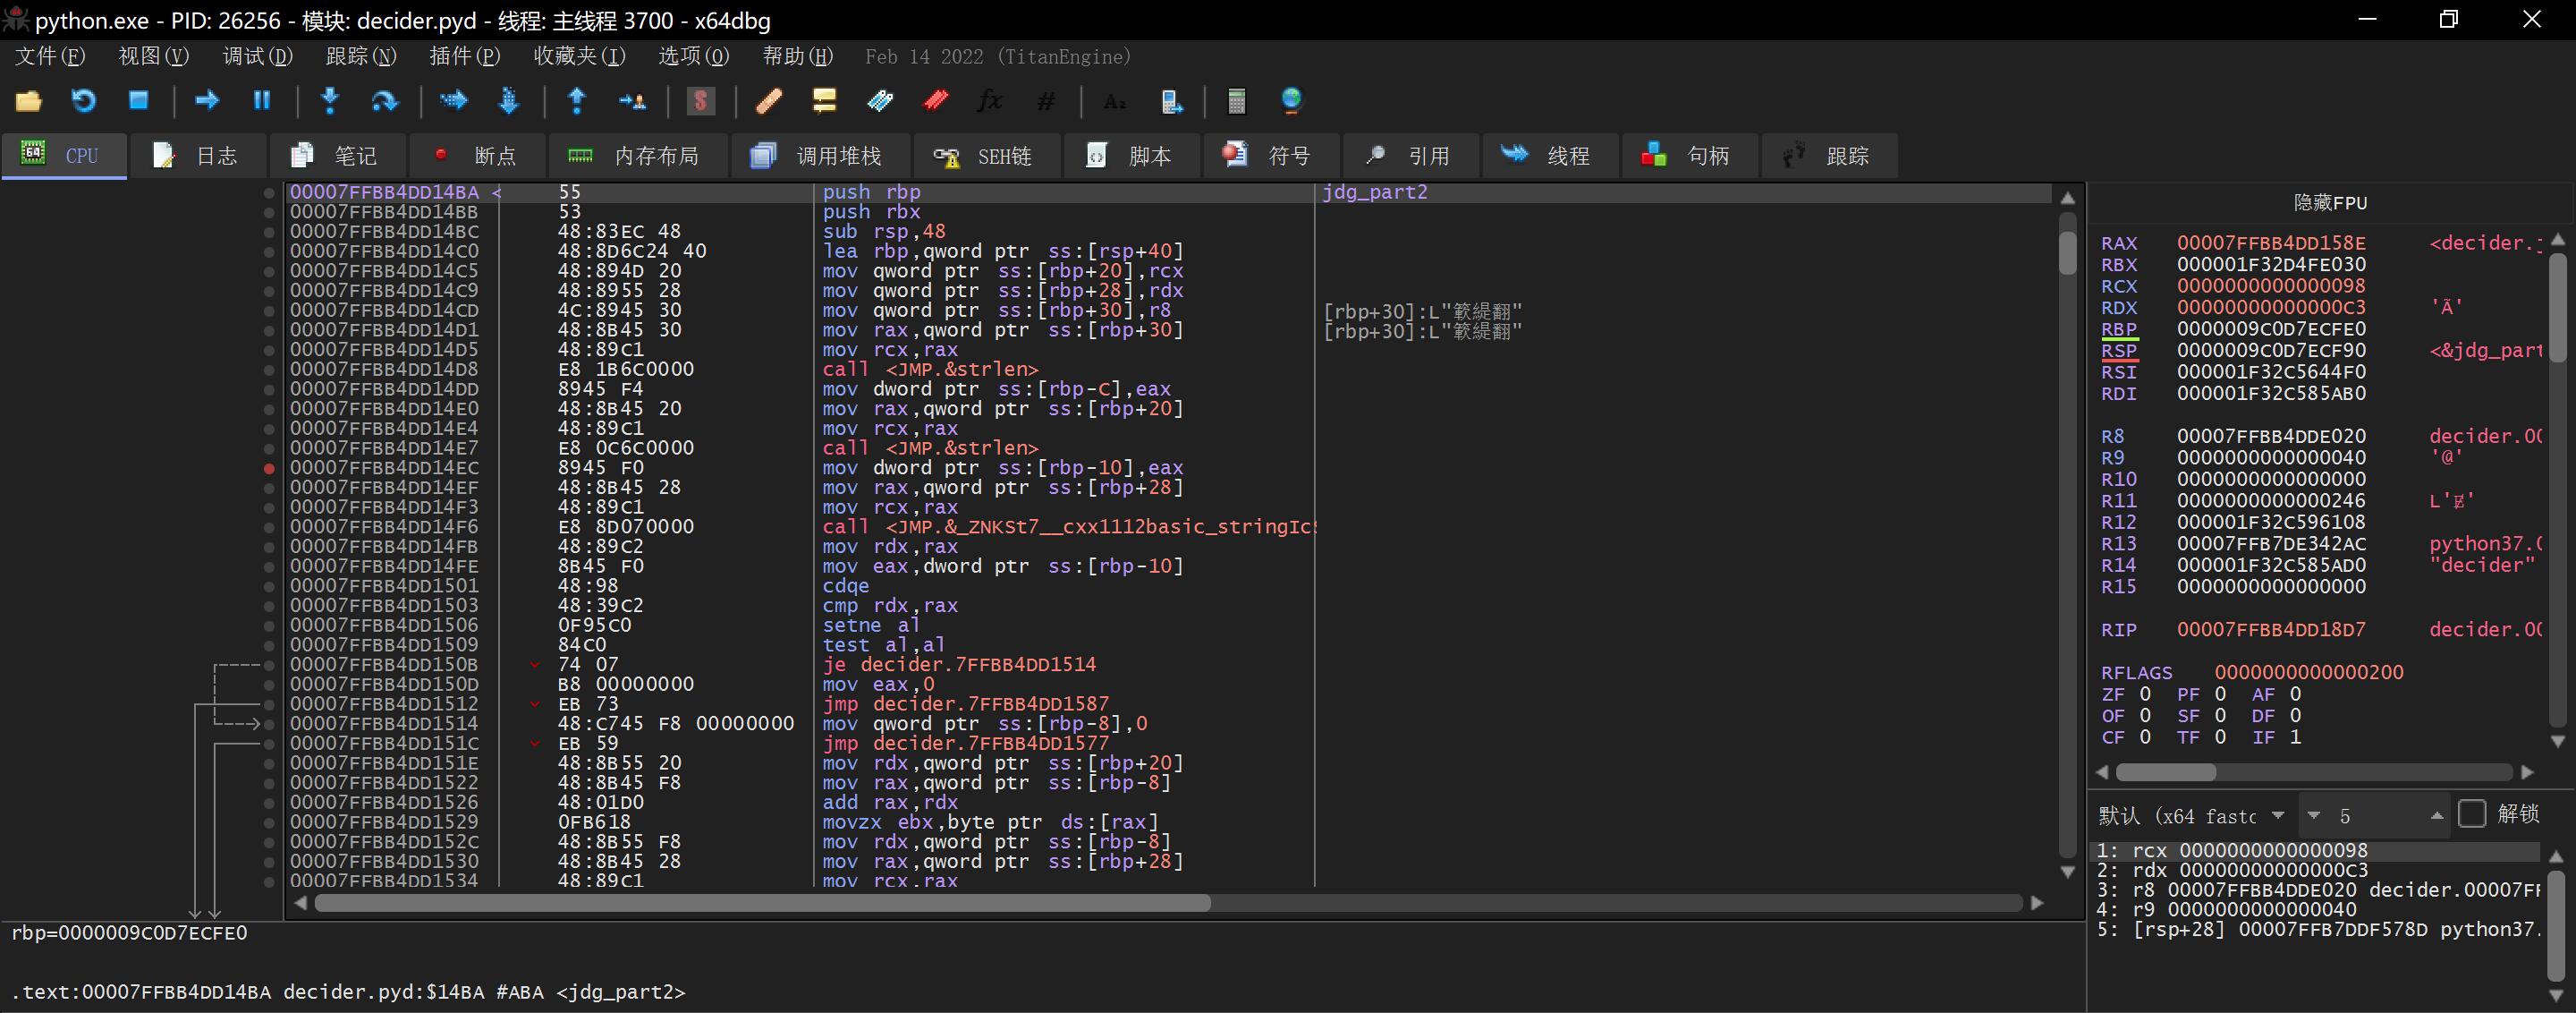 python.exe - PID: 26256 - 模块: decider.pyd - 线程: 主线程 3700 - x64dbg
文件(F) 视图(V) 调试(D) 跟踪(N) 插件(P) 收藏夹(I) 选项(O) 帮助(H) Feb 14 2022 (TitanEngine)
CPU 日志 笔记 断点 内存布局 调用堆栈 SEH链 脚本 符号 引用 线程 句柄 跟踪
00007FFBB4DD14BA < 55 push rbp jdg_part2
00007FFBB4DD14BB 53 push rbx
00007FFBB4DD14BC 48:83EC 48 sub rsp,48
00007FFBB4DD14C0 48:8D6C24 40 lea rbp,qword ptr ss:[rsp+40]
00007FFBB4DD14C5 48:894D 20 mov qword ptr ss:[rbp+20],rcx
00007FFBB4DD14C9 48:8955 28 mov qword ptr ss:[rbp+28],rdx
00007FFBB4DD14CD 4C:8945 30 mov qword ptr ss:[rbp+30],r8 [rbp+30]:L"簐緹翻"
00007FFBB4DD14D1 48:8B45 30 mov rax,qword ptr ss:[rbp+30] [rbp+30]:L"簐緹翻"
00007FFBB4DD14D5 48:89C1 mov rcx,rax
00007FFBB4DD14D8 E8 1B6C0000 call <JMP.&strlen>
00007FFBB4DD14DD 8945 F4 mov dword ptr ss:[rbp-C],eax
00007FFBB4DD14E0 48:8B45 20 mov rax,qword ptr ss:[rbp+20]
00007FFBB4DD14E4 48:89C1 mov rcx,rax
00007FFBB4DD14E7 E8 0C6C0000 call <JMP.&strlen>
00007FFBB4DD14EC 8945 F0 mov dword ptr ss:[rbp-10],eax
00007FFBB4DD14EF 48:8B45 28 mov rax,qword ptr ss:[rbp+28]
00007FFBB4DD14F3 48:89C1 mov rcx,rax
00007FFBB4DD14F6 E8 8D070000 call <JMP.&_ZNKSt7__cxx1112basic_stringIc
00007FFBB4DD14FB 48:89C2 mov rdx,rax
00007FFBB4DD14FE 8B45 F0 mov eax,dword ptr ss:[rbp-10]
00007FFBB4DD1501 48:98 cdqe
00007FFBB4DD1503 48:39C2 cmp rdx,rax
00007FFBB4DD1506 0F95C0 setne al
00007FFBB4DD1509 84C0 test al,al
00007FFBB4DD150B 74 07 je decider.7FFBB4DD1514
00007FFBB4DD150D B8 00000000 mov eax,0
00007FFBB4DD1512 EB 73 jmp decider.7FFBB4DD1587
00007FFBB4DD1514 48:C745 F8 00000000 mov qword ptr ss:[rbp-8],0
00007FFBB4DD151C EB 59 jmp decider.7FFBB4DD1577
00007FFBB4DD151E 48:8B55 20 mov rdx,qword ptr ss:[rbp+20]
00007FFBB4DD1522 48:8B45 F8 mov rax,qword ptr ss:[rbp-8]
00007FFBB4DD1526 48:01D0 add rax,rdx
00007FFBB4DD1529 0FB618 movzx ebx,byte ptr ds:[rax]
00007FFBB4DD152C 48:8B55 F8 mov rdx,qword ptr ss:[rbp-8]
00007FFBB4DD1530 48:8B45 28 mov rax,qword ptr ss:[rbp+28]
00007FFBB4DD1534 48:89C1 mov rcx,rax
rbp=0000009C0D7ECFE0
.text:00007FFBB4DD14BA decider.pyd:$14BA #ABA <jdg_part2>
隐藏FPU
RAX 00007FFBB4DD158E <decider.j
RBX 000001F32D4FE030
RCX 0000000000000098
RDX 00000000000000C3 'Ã'
RBP 0000009C0D7ECFE0
RSP 0000009C0D7ECF90 <&jdg_part
RSI 000001F32C5644F0
RDI 000001F32C585AB0
R8 00007FFBB4DDE020 decider.00
R9 0000000000000040 '@'
R10 0000000000000000
R11 0000000000000246 L'Ɇ'
R12 000001F32C596108
R13 00007FFB7DE342AC python37.0
R14 000001F32C585AD0 "decider"
R15 0000000000000000
RIP 00007FFBB4DD18D7 decider.00
RFLAGS 0000000000000200
ZF 0 PF 0 AF 0
OF 0 SF 0 DF 0
CF 0 TF 0 IF 1
默认 (x64 fastc 5 解锁
1: rcx 0000000000000098
2: rdx 00000000000000C3
3: r8 00007FFBB4DDE020 decider.00007FF
4: r9 0000000000000040
5: [rsp+28] 00007FFB7DDF578D python37.